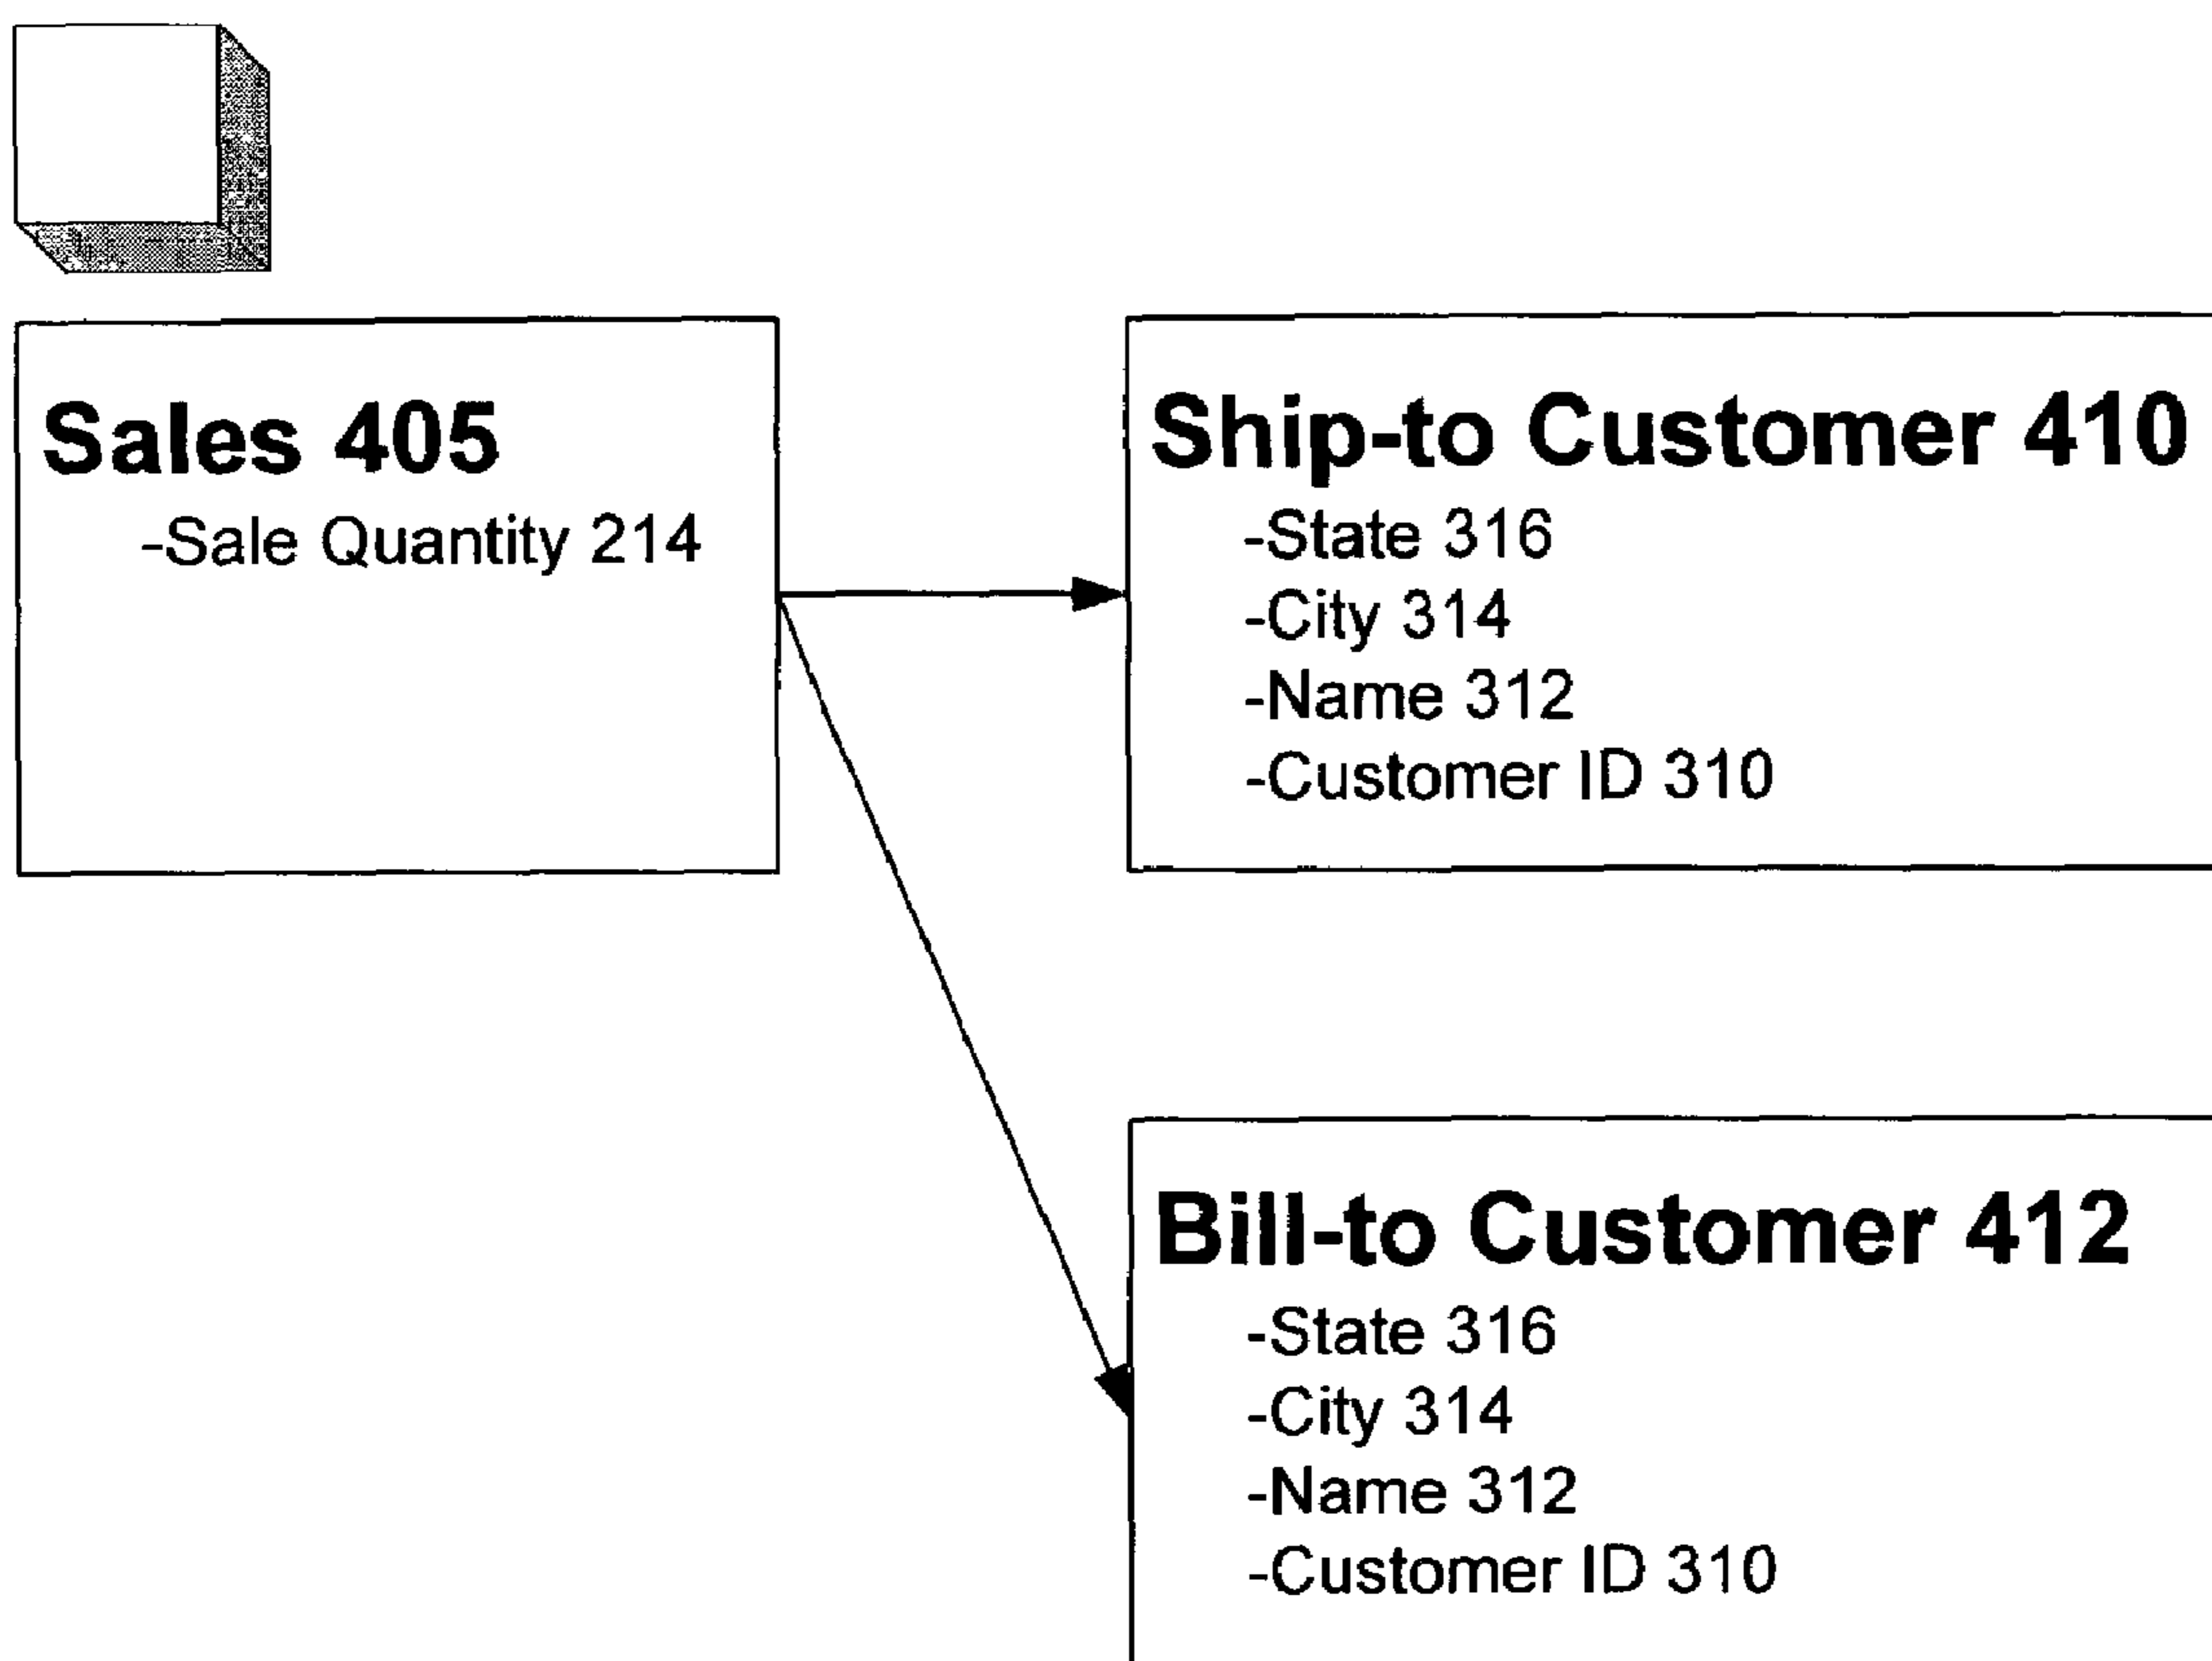 Sales 405
-Sale Quantity 214
Ship-to Customer 410
-State 316
-City 314
-Name 312
-Customer ID 310
Bill-to Customer 412
-State 316
-City 314
-Name 312
-Customer ID 310